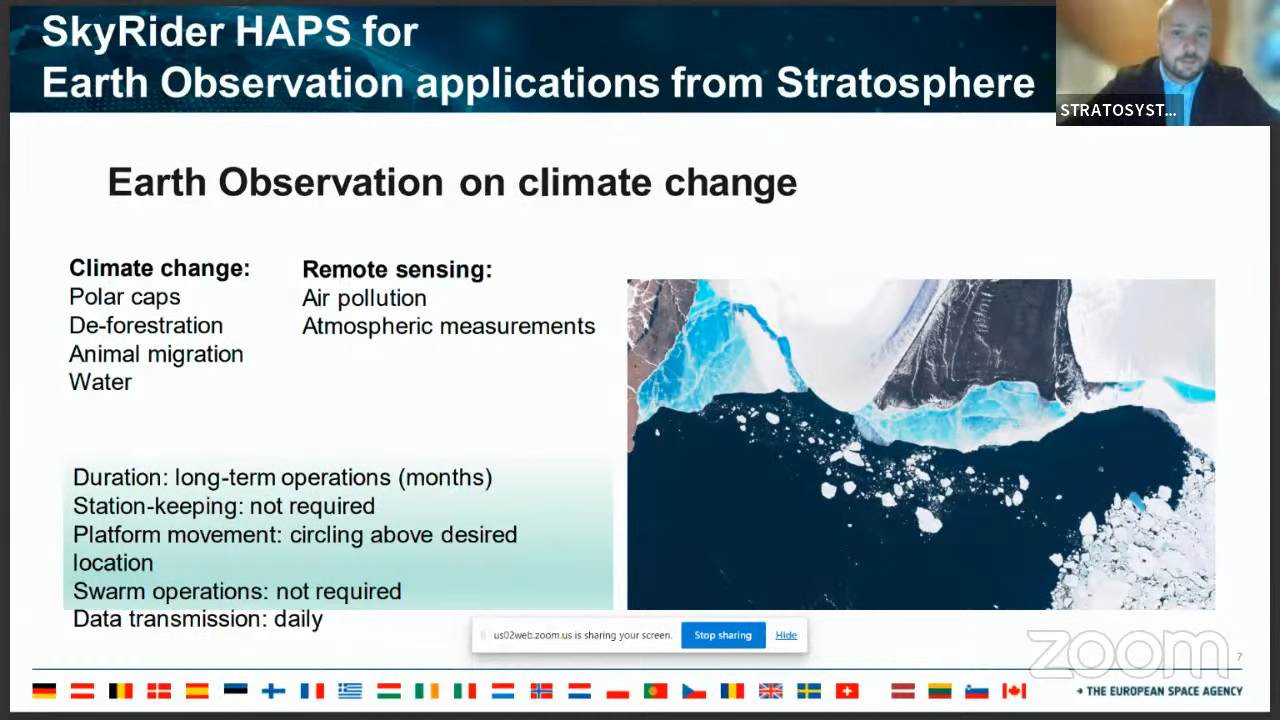 SkyRider HAPS for
Earth Observation applications from Stratosphere
STRATOSYST...
Earth Observation on climate change
Climate change:
Polar caps
De-forestration
Animal migration
Water
Remote sensing:
Air pollution
Atmospheric measurements
Duration: long-term operations (months)
Station-keeping: not required
Platform movement: circling above desired
location
Swarm operations: not required
Data transmission: daily
us02web.zoom.us is sharing your screen.
Stop sharing
Hide
zoom
7
→ THE EUROPEAN SPACE AGENCY